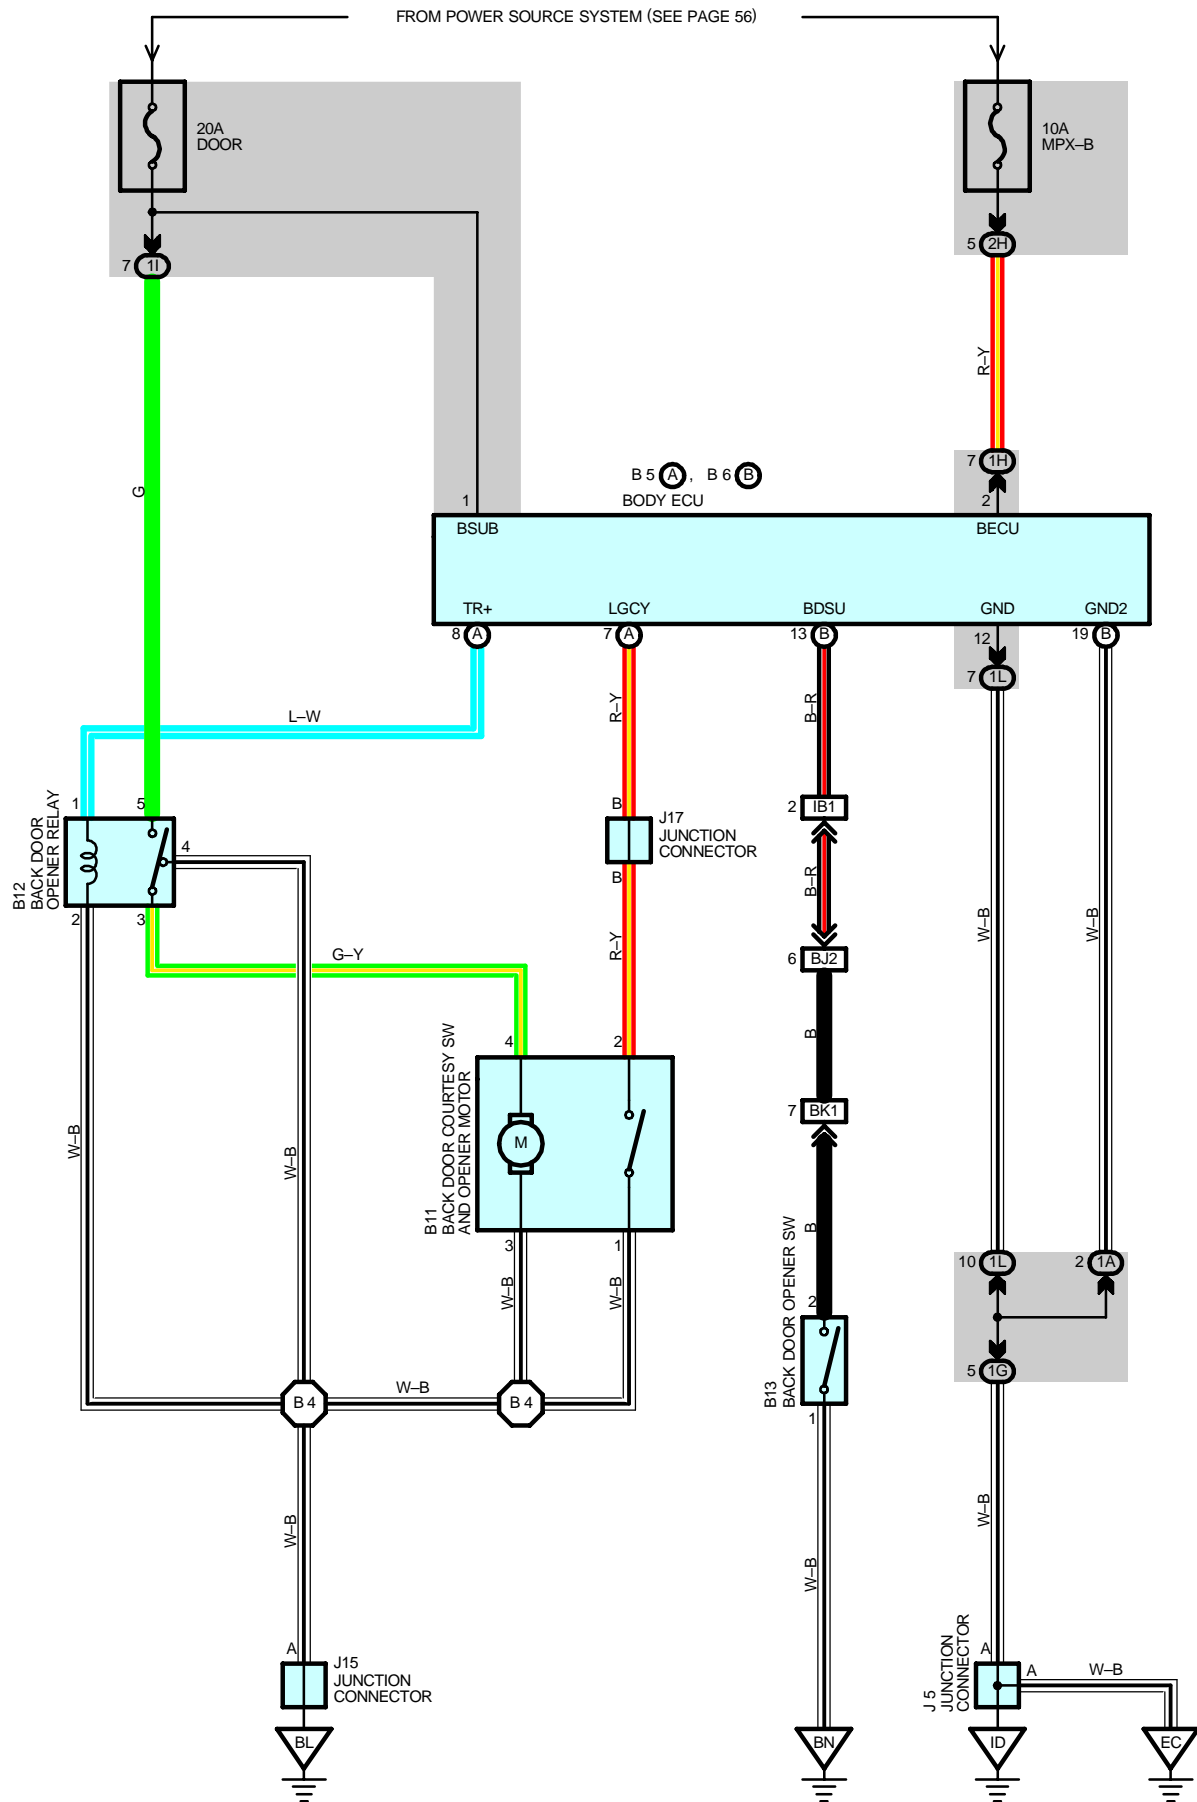 FROM POWER SOURCE SYSTEM (SEE PAGE 56)
20A
DOOR
10A
MPX–B
7 1I
5 2H
R–Y
G
7 1H
B 5 A , B 6 B
BODY ECU
1
2
BSUB
BECU
TR+
LGCY
BDSU
GND
GND2
8 A
7 A
13 B
12
19 B
7 1L
L–W
R–Y
B–R
1
5
B
2 IB1
J17
JUNCTION
CONNECTOR
4
B12
BACK DOOR
OPENER RELAY
B
B–R
2
3
W–B
W–B
R–Y
G–Y
6 BJ2
4
2
B
B11
BACK DOOR COURTESY SW
AND OPENER MOTOR
M
7 BK1
W–B
W–B
3
1
B
W–B
W–B
10 1L
2 1A
2
B13
BACK DOOR OPENER SW
5 1G
W–B
B 4
B 4
1
W–B
W–B
W–B
A
J15
JUNCTION
CONNECTOR
J 5
JUNCTION
CONNECTOR
A
A
W–B
BL
BN
ID
EC